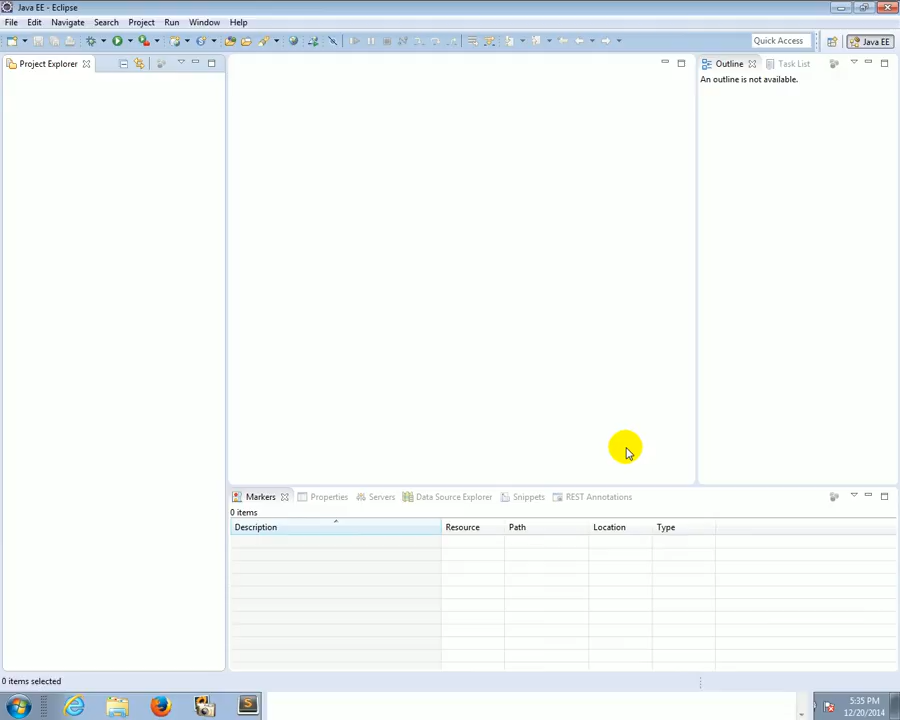 Java EE - Eclipse
File Edit Navigate Search Project Run Window Help
Quick Access Java EE
Project Explorer
Outline Task List
An outline is not available.
Markers Properties Servers Data Source Explorer Snippets REST Annotations
0 items
Description Resource Path Location Type
0 items selected
S
5:35 PM
12/20/2014